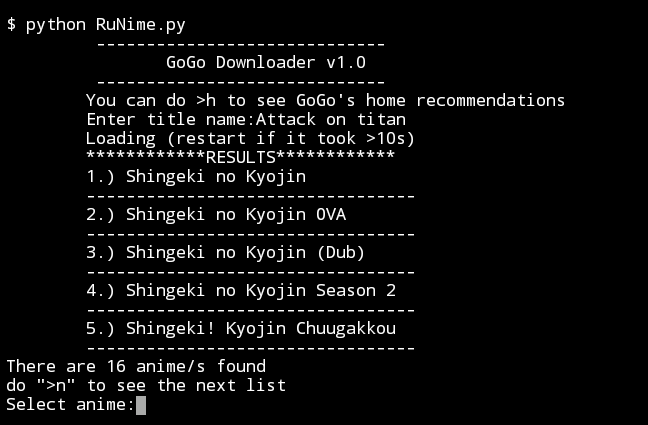 $ python RuNime.py
-----------------------------
GoGo Downloader v1.0
-----------------------------
You can do >h to see GoGo's home recommendations
Enter title name:Attack on titan
Loading (restart if it took >10s)
************RESULTS************
1.) Shingeki no Kyojin
---------------------------------
2.) Shingeki no Kyojin OVA
---------------------------------
3.) Shingeki no Kyojin (Dub)
---------------------------------
4.) Shingeki no Kyojin Season 2
---------------------------------
5.) Shingeki! Kyojin Chuugakkou
---------------------------------
There are 16 anime/s found
do ">n" to see the next list
Select anime: